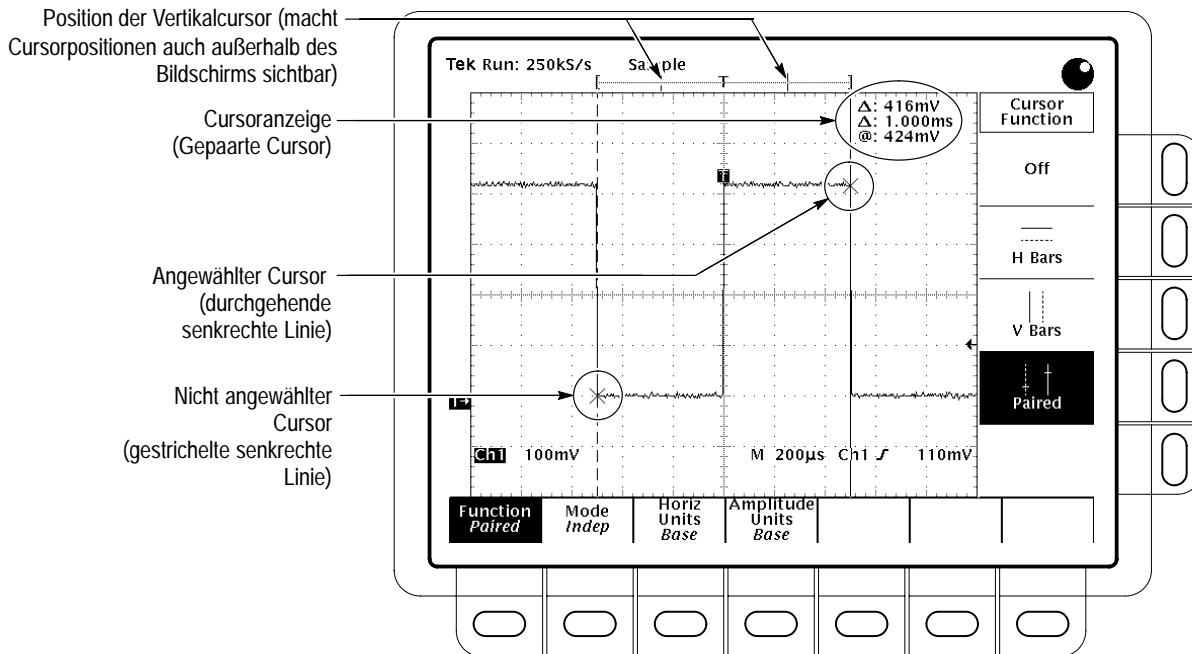 Position der Vertikalcursor (macht
Cursorpositionen auch außerhalb des
Bildschirms sichtbar)
Cursoranzeige
(Gepaarte Cursor)
Angewählter Cursor
(durchgehende
senkrechte Linie)
Nicht angewählter
Cursor
(gestrichelte senkrechte
Linie)
Tek Run: 250kS/s Sample
T
Δ: 416mV
Δ: 1.000ms
@: 424mV
T
1→
Ch1 100mV M 200µs Ch1 110mV
Cursor
Function
Off
H Bars
V Bars
Paired
Function
Paired
Mode
Indep
Horiz
Units
Base
Amplitude
Units
Base